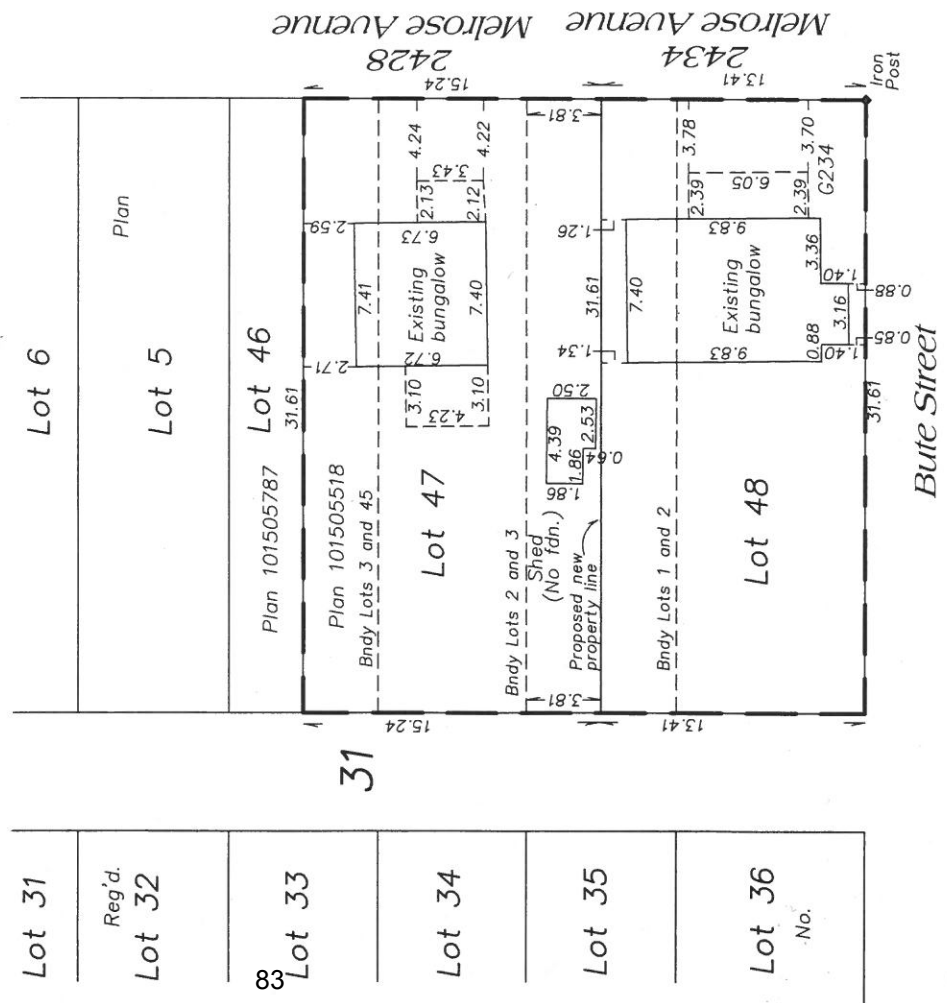 Melrose Avenue
2428
Melrose Avenue
2434
15.24
13.41
Iron
Post
Lot 6
Plan
Lot 5
Lot 46
31.61
Plan 101505787
Plan 101505518
Bndy Lots 3 and 45
2.59
2.71
7.41
6.73
Existing
bungalow
6.72
7.40
2.13
4.24
3.43
2.12
4.22
3.10
4.23
3.10
Lot 47
Bndy Lots 2 and 3
3.81
Shed
(No fdn.)
4.39
2.50
1.86
1.86
2.53
0.64
Proposed new
property line
1.26
31.61
1.34
3.81
7.40
9.83
Existing
bungalow
9.83
2.39
3.78
6.05
2.39
3.70
G234
3.36
0.88
1.40
3.16
1.40
0.88
0.85
Bndy Lots 1 and 2
Lot 48
31.61
Bute Street
15.24
13.41
31
Lot 31
Reg'd.
Lot 32
Lot 33
Lot 34
Lot 35
Lot 36
No.
83